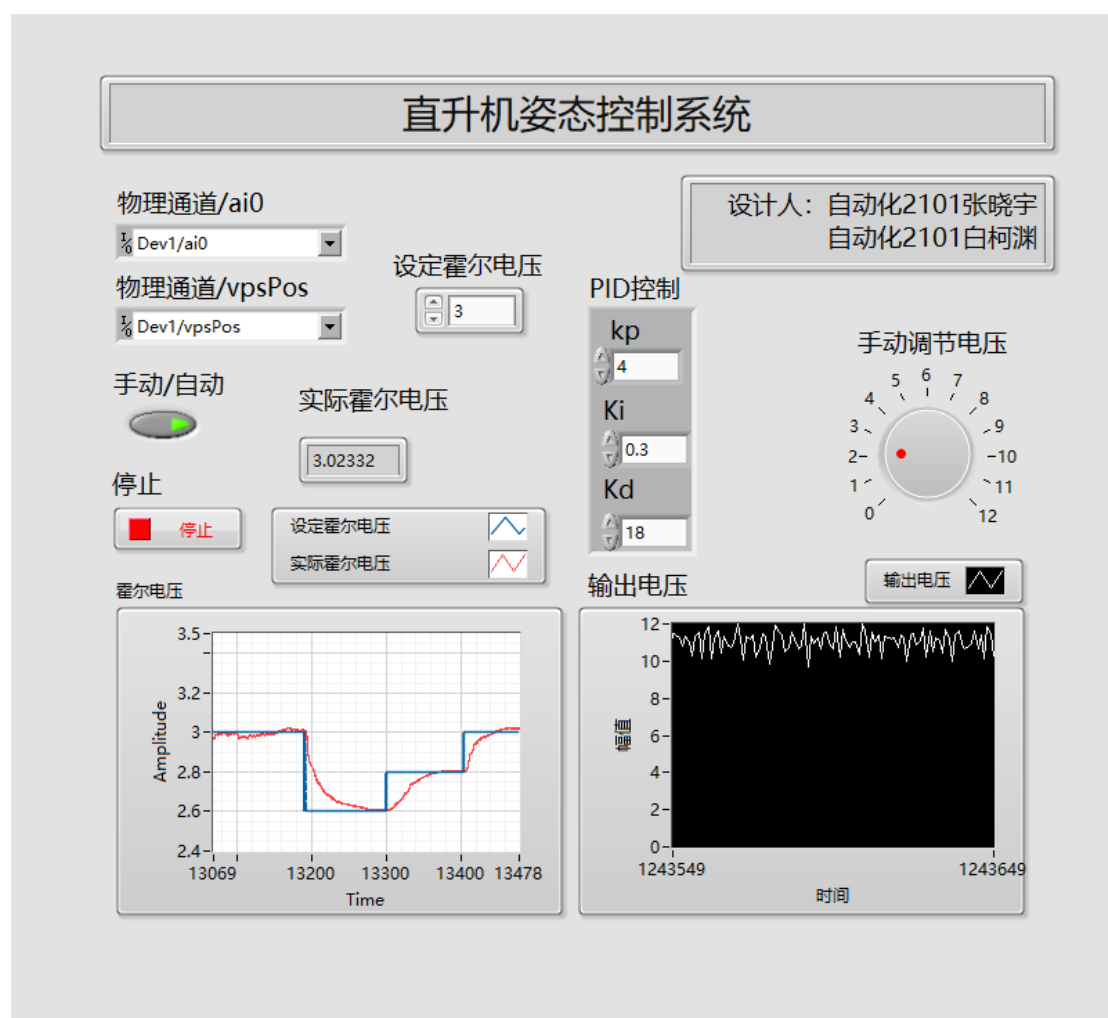 直升机姿态控制系统
物理通道/ai0
Dev1/ai0
设计人：自动化2101张晓宇
自动化2101白柯渊
设定霍尔电压
3
物理通道/vpsPos
Dev1/vpsPos
PID控制
kp
4
Ki
0.3
Kd
18
手动调节电压
0
1
2
3
4
5
6
7
8
9
10
11
12
手动/自动
实际霍尔电压
3.02332
停止
停止
设定霍尔电压
实际霍尔电压
霍尔电压
3.5
3.2
3
2.8
2.6
2.4
Amplitude
13069
13200
13300
13400
13478
Time
输出电压
输出电压
12
10
8
6
4
2
0
幅值
1243549
1243649
时间